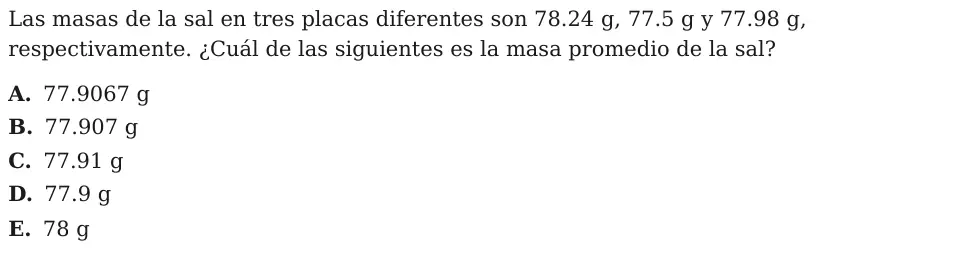 Las masas de la sal en tres placas diferentes son 78.24 g, 77.5 g y 77.98 g,
respectivamente. ¿Cuál de las siguientes es la masa promedio de la sal?
A. 77.9067 g
B. 77.907 g
C. 77.91 g
D. 77.9 g
E. 78 g